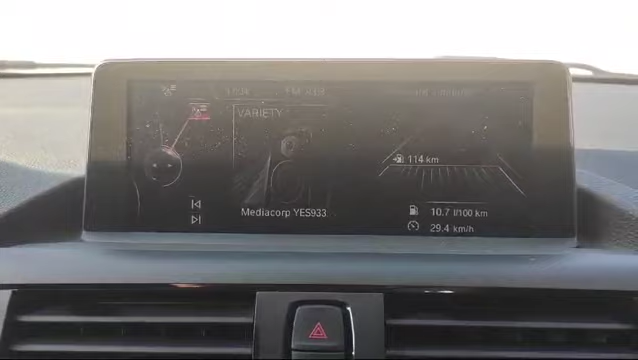 VARIETY
Mediacorp YES933
114 km
10.7 l/100 km
29.4 km/h